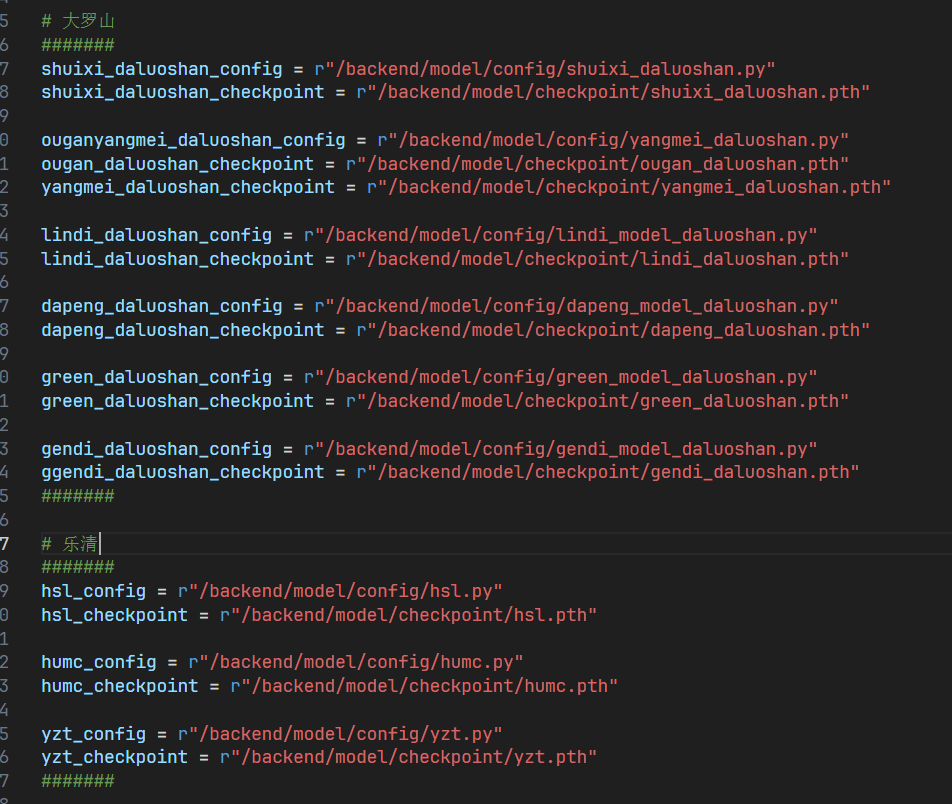 5 # 大罗山
6 #######
7 shuixi_daluoshan_config = r"/backend/model/config/shuixi_daluoshan.py"
8 shuixi_daluoshan_checkpoint = r"/backend/model/checkpoint/shuixi_daluoshan.pth"
9
0 ouganyangmei_daluoshan_config = r"/backend/model/config/yangmei_daluoshan.py"
1 ougan_daluoshan_checkpoint = r"/backend/model/checkpoint/ougan_daluoshan.pth"
2 yangmei_daluoshan_checkpoint = r"/backend/model/checkpoint/yangmei_daluoshan.pth"
3
4 lindi_daluoshan_config = r"/backend/model/config/lindi_model_daluoshan.py"
5 lindi_daluoshan_checkpoint = r"/backend/model/checkpoint/lindi_daluoshan.pth"
6
7 dapeng_daluoshan_config = r"/backend/model/config/dapeng_model_daluoshan.py"
8 dapeng_daluoshan_checkpoint = r"/backend/model/checkpoint/dapeng_daluoshan.pth"
9
0 green_daluoshan_config = r"/backend/model/config/green_model_daluoshan.py"
1 green_daluoshan_checkpoint = r"/backend/model/checkpoint/green_daluoshan.pth"
2
3 gendi_daluoshan_config = r"/backend/model/config/gendi_model_daluoshan.py"
4 ggendi_daluoshan_checkpoint = r"/backend/model/checkpoint/gendi_daluoshan.pth"
5 #######
6
7 # 乐清
8 #######
9 hsl_config = r"/backend/model/config/hsl.py"
0 hsl_checkpoint = r"/backend/model/checkpoint/hsl.pth"
1
2 humc_config = r"/backend/model/config/humc.py"
3 humc_checkpoint = r"/backend/model/checkpoint/humc.pth"
4
5 yzt_config = r"/backend/model/config/yzt.py"
6 yzt_checkpoint = r"/backend/model/checkpoint/yzt.pth"
7 #######